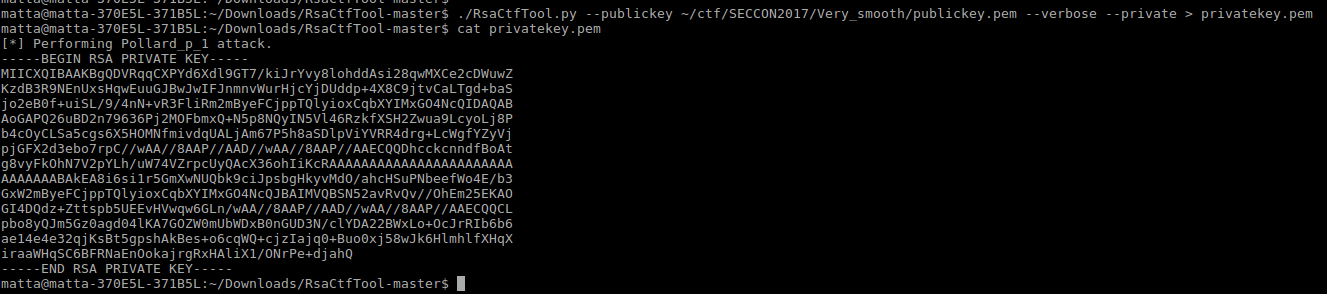 matta@matta-370E5L-371B5L:~/Downloads/RsaCtfTool-master$ ./RsaCtfTool.py --publickey ~/ctf/SECCON2017/Very_smooth/publickey.pem --verbose --private > privatekey.pem
matta@matta-370E5L-371B5L:~/Downloads/RsaCtfTool-master$ cat privatekey.pem
[*] Performing Pollard_p_1 attack.
-----BEGIN RSA PRIVATE KEY-----
MIICXQIBAAKBgQDVRqqCXPYd6Xdl9GT7/kiJrYvy8lohddAsi28qwMXCe2cDWuwZ
KzdB3R9NEnUxsHqwEuuGJBwJwIFJnmnvWurHjcYjDUddp+4X8C9jtvCaLTgd+baS
jo2eB0f+uiSL/9/4nN+vR3FliRm2mByeFCjppTQlyioxCqbXYIMxGO4NcQIDAQAB
AoGAPQ26uBD2n79636Pj2MOFbmxQ+N5p8NQyIN5Vl46RzkfXSH2Zwua9LcyoLj8P
b4cOyCLSa5cgs6X5HOMNfmivdqUALjAm67P5h8aSDlpViYVRR4drg+LcWgfYZyVj
pjGFX2d3ebo7rpC//wAA//8AAP//AAD//wAA//8AAP//AAECQQDhcckcnndfBoAt
g8vyFkOhN7V2pYLh/uW74VZrpcUyQAcX36ohIiKcRAAAAAAAAAAAAAAAAAAAAAAA
AAAAAAABAkEA8i6si1r5GmXwNUQbk9ciJpsbgHkyvMdO/ahcHSuPNbeefWo4E/b3
GxW2mByeFCjppTQlyioxCqbXYIMxGO4NcQJBAIMVQBSN52avRvQv//OhEm25EKAO
GI4DQdz+Zttspb5UEEvHVwqw6GLn/wAA//8AAP//AAD//wAA//8AAP//AAECQQCL
pbo8yQJm5Gz0agd04lKA7GOZW0mUbWDxB0nGUD3N/clYDA22BWxLo+OcJrRIb6b6
ae14e4e32qjKsBt5gpshAkBes+o6cqWQ+cjzIajq0+Buo0xj58wJk6HlmhlfXHqX
iraaWHqSC6BFRNaEnOokajrgRxHAliX1/ONrPe+djahQ
-----END RSA PRIVATE KEY-----
matta@matta-370E5L-371B5L:~/Downloads/RsaCtfTool-master$